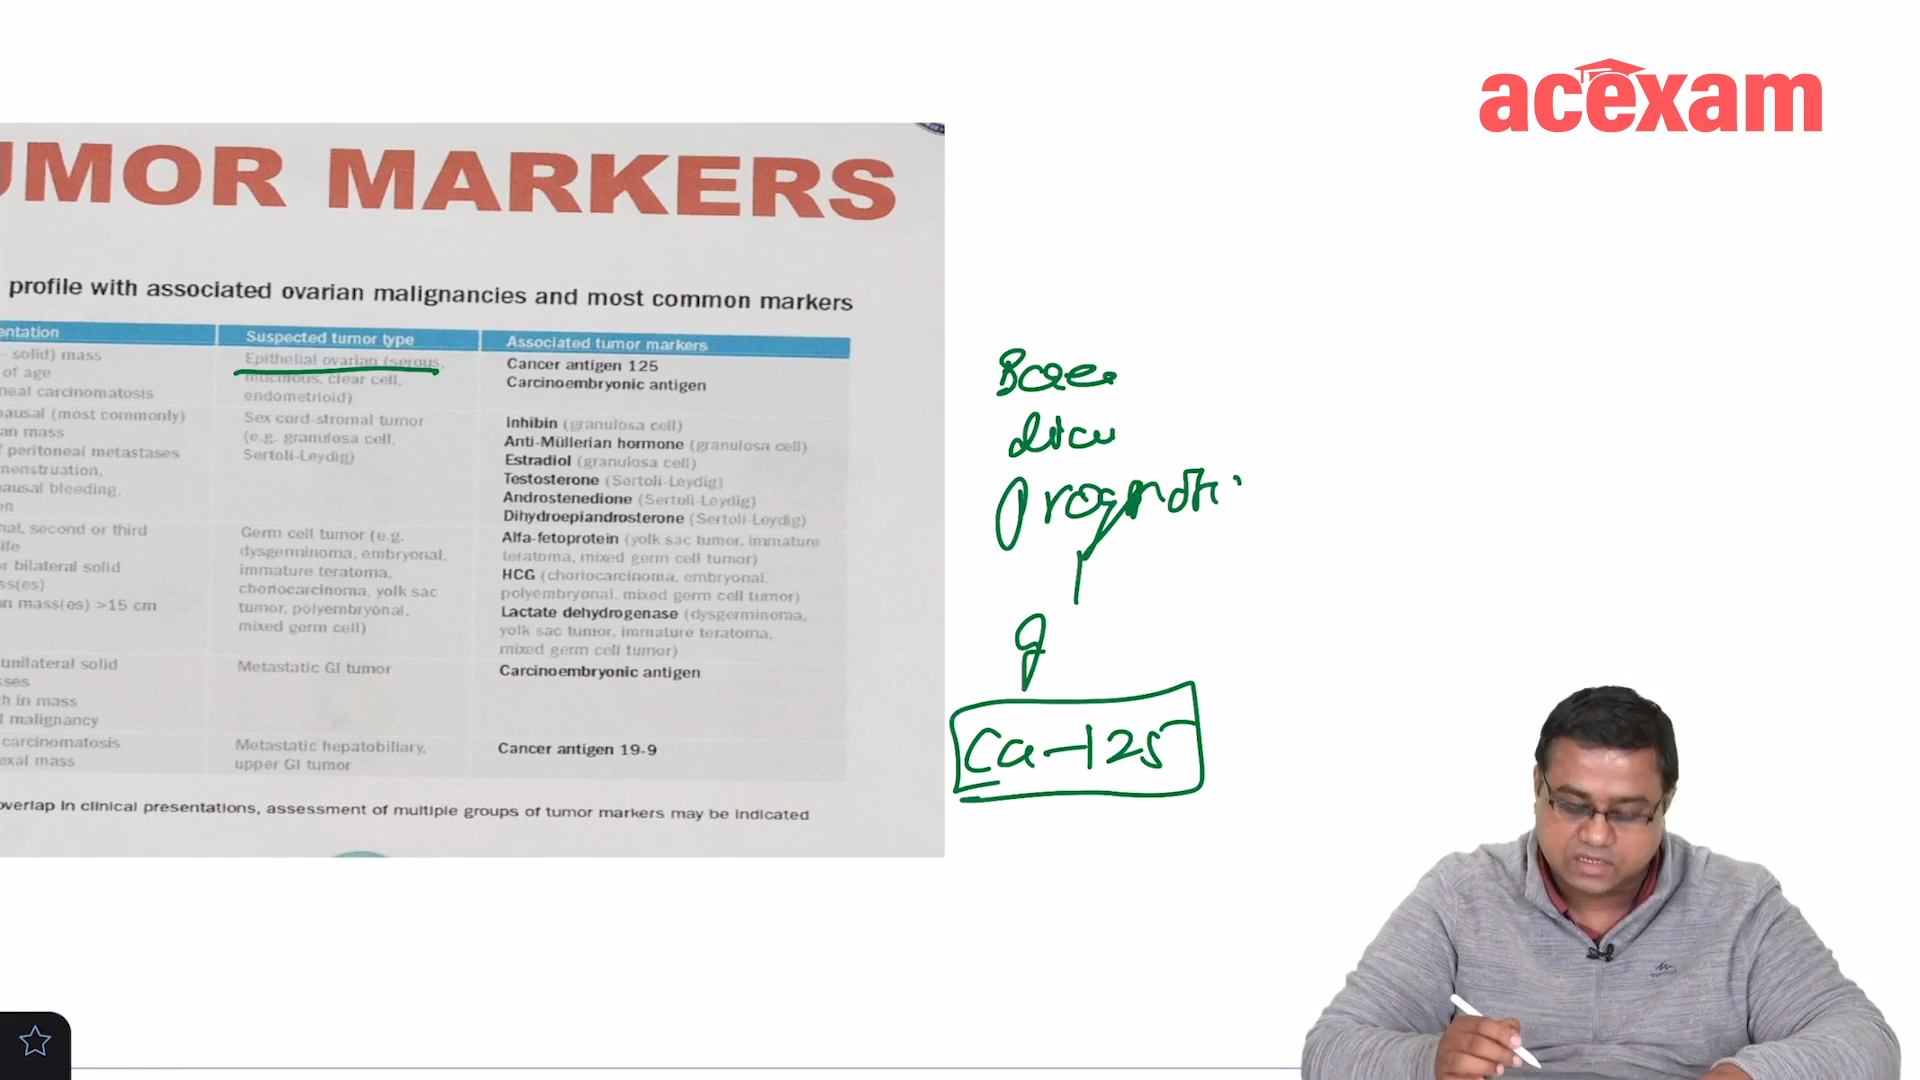 acexam
UMOR MARKERS
profile with associated ovarian malignancies and most common markers
entation
Suspected tumor type
Associated tumor markers
- solid) mass
of age
neal carcinomatosis
Epithelial ovarian (serous,
mucinous, clear cell,
endometrioid)
Cancer antigen 125
Carcinoembryonic antigen
pausal (most commonly)
an mass
f peritoneal metastases
menstruation,
ausal bleeding,
on
Sex cord-stromal tumor
(e.g. granulosa cell,
Sertoli-Leydig)
Inhibin (granulosa cell)
Anti-Müllerian hormone (granulosa cell)
Estradiol (granulosa cell)
Testosterone (Sertoli-Leydig)
Androstenedione (Sertoli-Leydig)
Dihydroepiandrosterone (Sertoli-Leydig)
nal, second or third
ife
r bilateral solid
ss(es)
an mass(es) >15 cm
Germ cell tumor (e.g.
dysgerminoma, embryonal,
immature teratoma,
choriocarcinoma, yolk sac
tumor, polyembryonal,
mixed germ cell)
Alfa-fetoprotein (yolk sac tumor, immature
teratoma, mixed germ cell tumor)
HCG (choriocarcinoma, embryonal,
polyembryonal, mixed germ cell tumor)
Lactate dehydrogenase (dysgerminoma,
yolk sac tumor, immature teratoma,
mixed germ cell tumor)
unilateral solid
sses
th in mass
l malignancy
Metastatic GI tumor
Carcinoembryonic antigen
carcinomatosis
exal mass
Metastatic hepatobiliary,
upper GI tumor
Cancer antigen 19-9
overlap in clinical presentations, assessment of multiple groups of tumor markers may be indicated
Ca-125